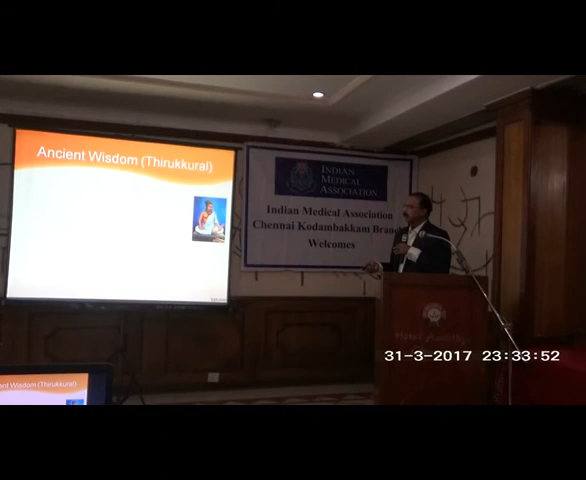 Ancient Wisdom (Thirukkural)
INDIAN
MEDICAL
ASSOCIATION
Indian Medical Association
Chennai Kodambakkam Branch
Welcomes
31-3-2017 23:33:52
ent Wisdom (Thirukkural)